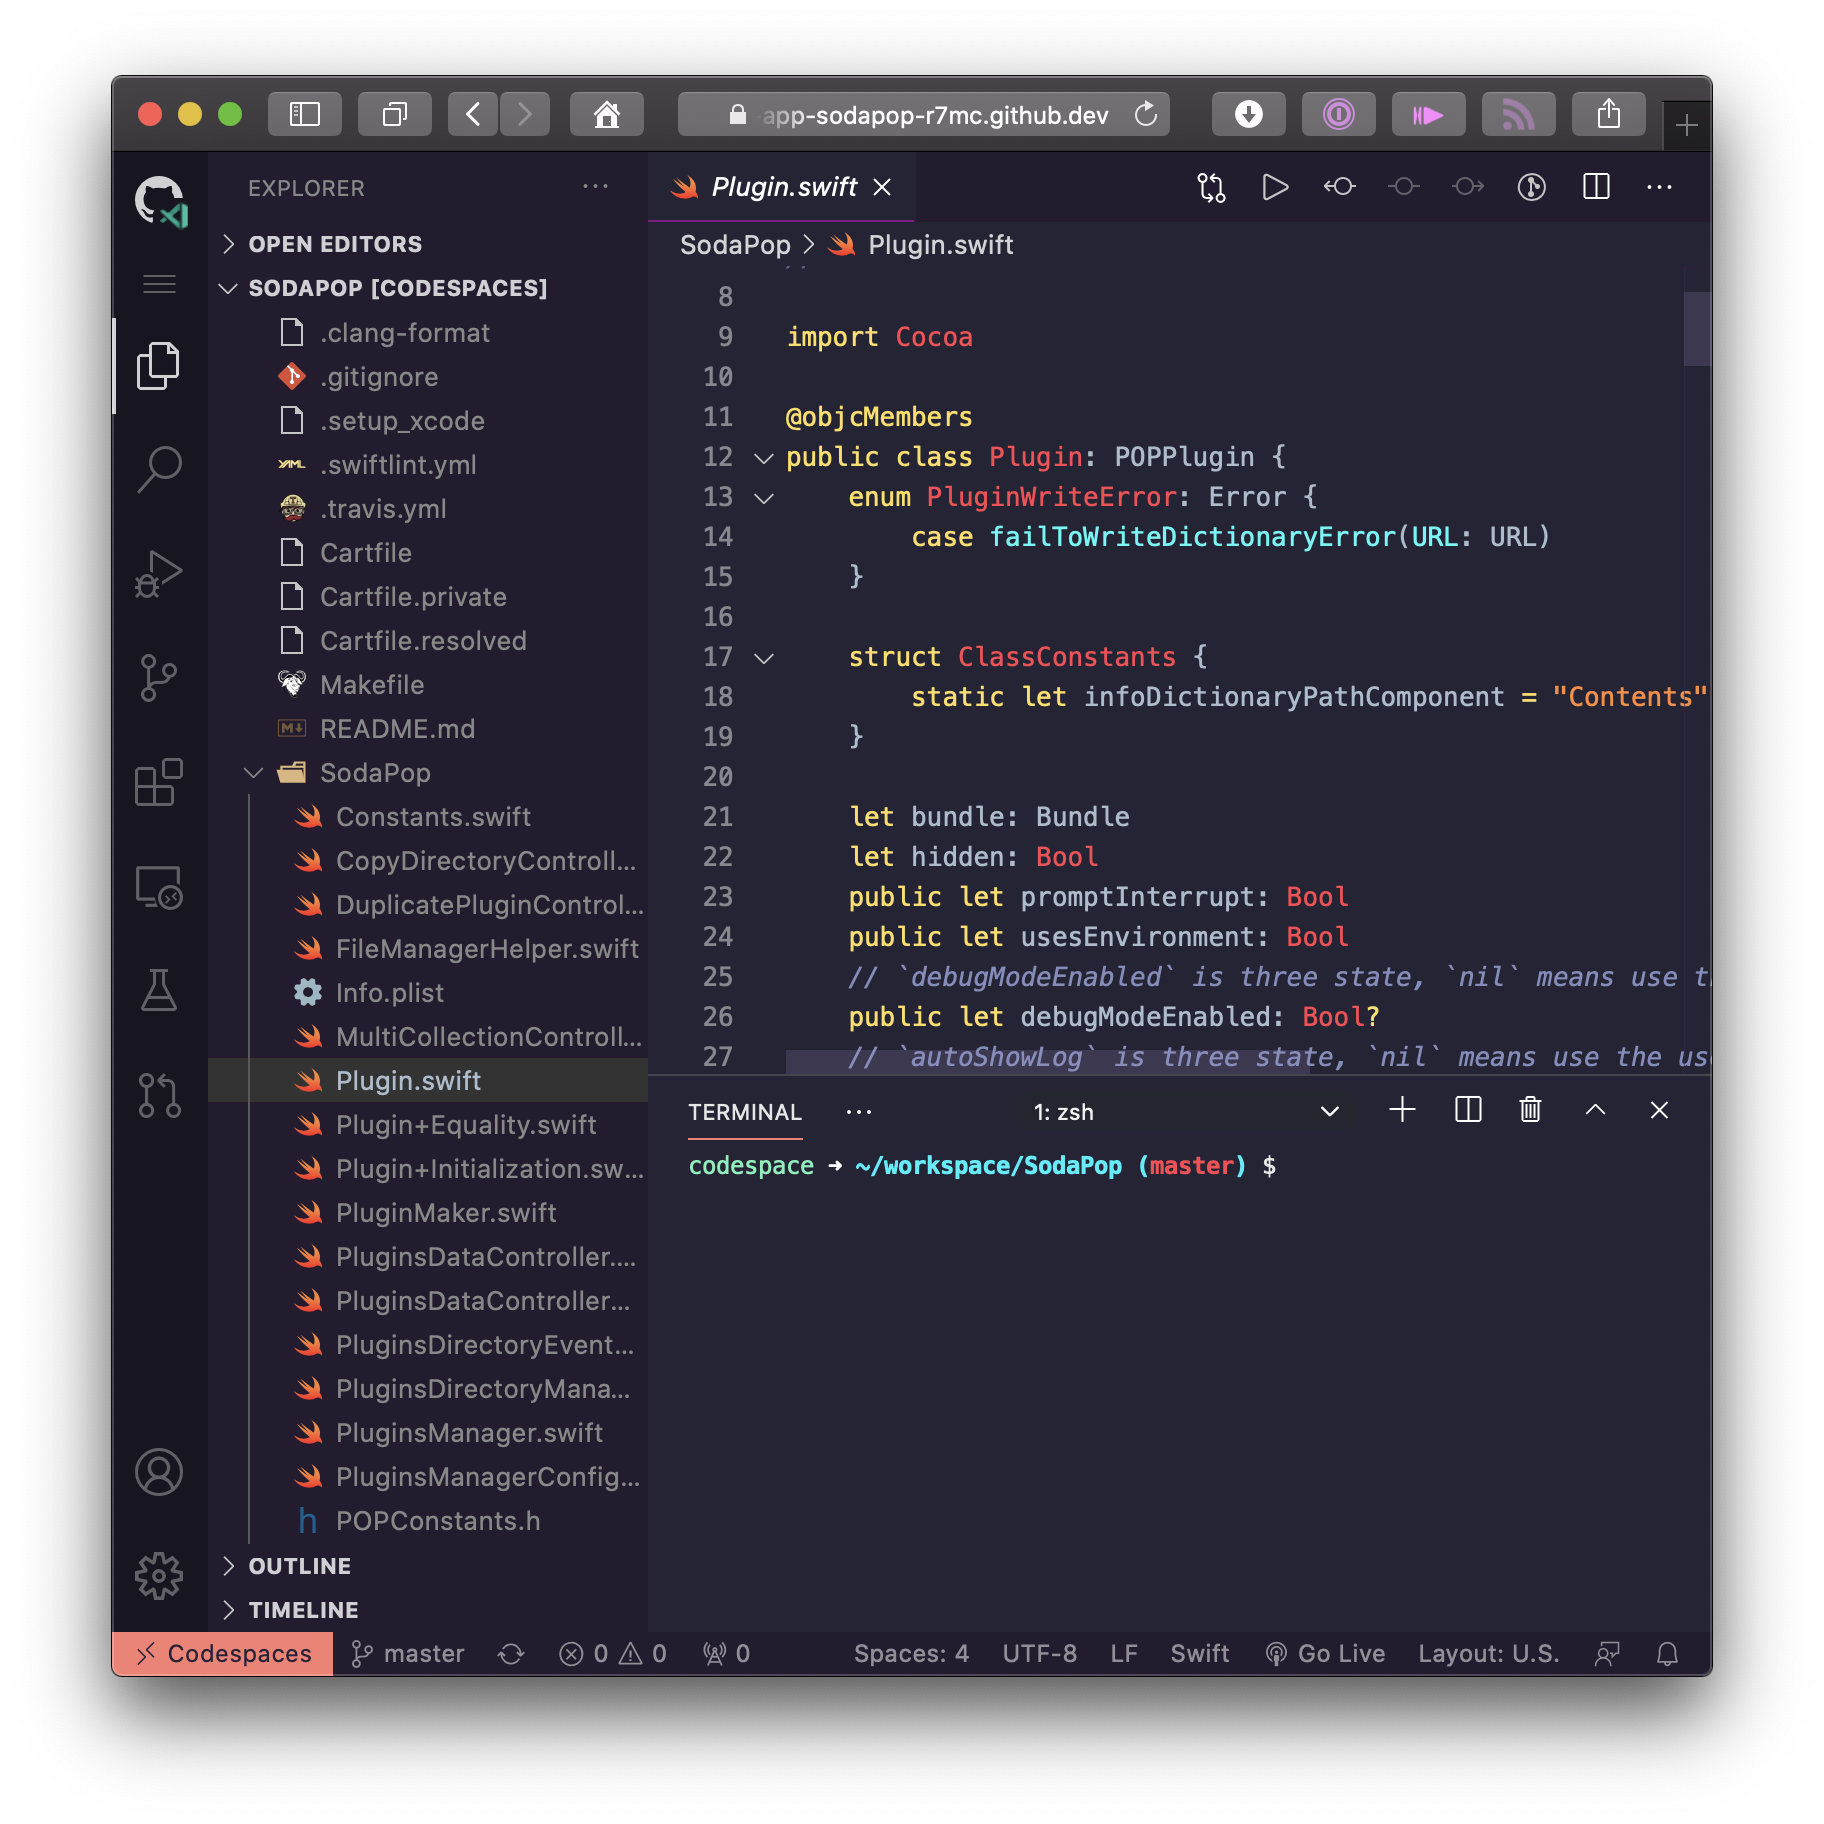 -app-sodapop-r7mc.github.dev
EXPLORER
OPEN EDITORS
SODAPOP [CODESPACES]
.clang-format
.gitignore
.setup_xcode
YAML .swiftlint.yml
.travis.yml
Cartfile
Cartfile.private
Cartfile.resolved
Makefile
M↓ README.md
SodaPop
Constants.swift
CopyDirectoryControll...
DuplicatePluginControl...
FileManagerHelper.swift
Info.plist
MultiCollectionControll...
Plugin.swift
Plugin+Equality.swift
Plugin+Initialization.sw...
PluginMaker.swift
PluginsDataController....
PluginsDataController...
PluginsDirectoryEvent...
PluginsDirectoryMana...
PluginsManager.swift
PluginsManagerConfig...
h POPConstants.h
OUTLINE
TIMELINE
Plugin.swift
SodaPop > Plugin.swift
8
9 import Cocoa
10
11 @objcMembers
12 public class Plugin: POPPlugin {
13 enum PluginWriteError: Error {
14 case failToWriteDictionaryError(URL: URL)
15 }
16
17 struct ClassConstants {
18 static let infoDictionaryPathComponent = "Contents"
19 }
20
21 let bundle: Bundle
22 let hidden: Bool
23 public let promptInterrupt: Bool
24 public let usesEnvironment: Bool
25 // `debugModeEnabled` is three state, `nil` means use
26 public let debugModeEnabled: Bool?
27 // `autoShowLog` is three state, `nil` means use the
TERMINAL ... 1: zsh
codespace → ~/workspace/SodaPop (master) $
Codespaces master 0 0 0 Spaces: 4 UTF-8 LF Swift Go Live Layout: U.S.